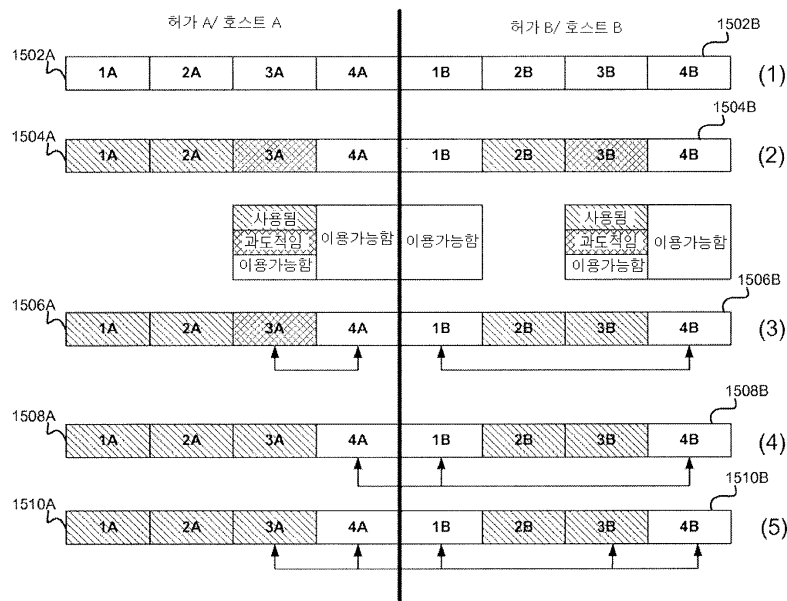 허가 A/ 호스트 A
허가 B/ 호스트 B
1502A
1502B
1A 2A 3A 4A 1B 2B 3B 4B (1)
1504A
1504B
1A 2A 3A 4A 1B 2B 3B 4B (2)
사용됨
과도적임
이용가능함
이용가능함
이용가능함
사용됨
과도적임
이용가능함
이용가능함
1506A
1506B
1A 2A 3A 4A 1B 2B 3B 4B (3)
1508A
1508B
1A 2A 3A 4A 1B 2B 3B 4B (4)
1510A
1510B
1A 2A 3A 4A 1B 2B 3B 4B (5)